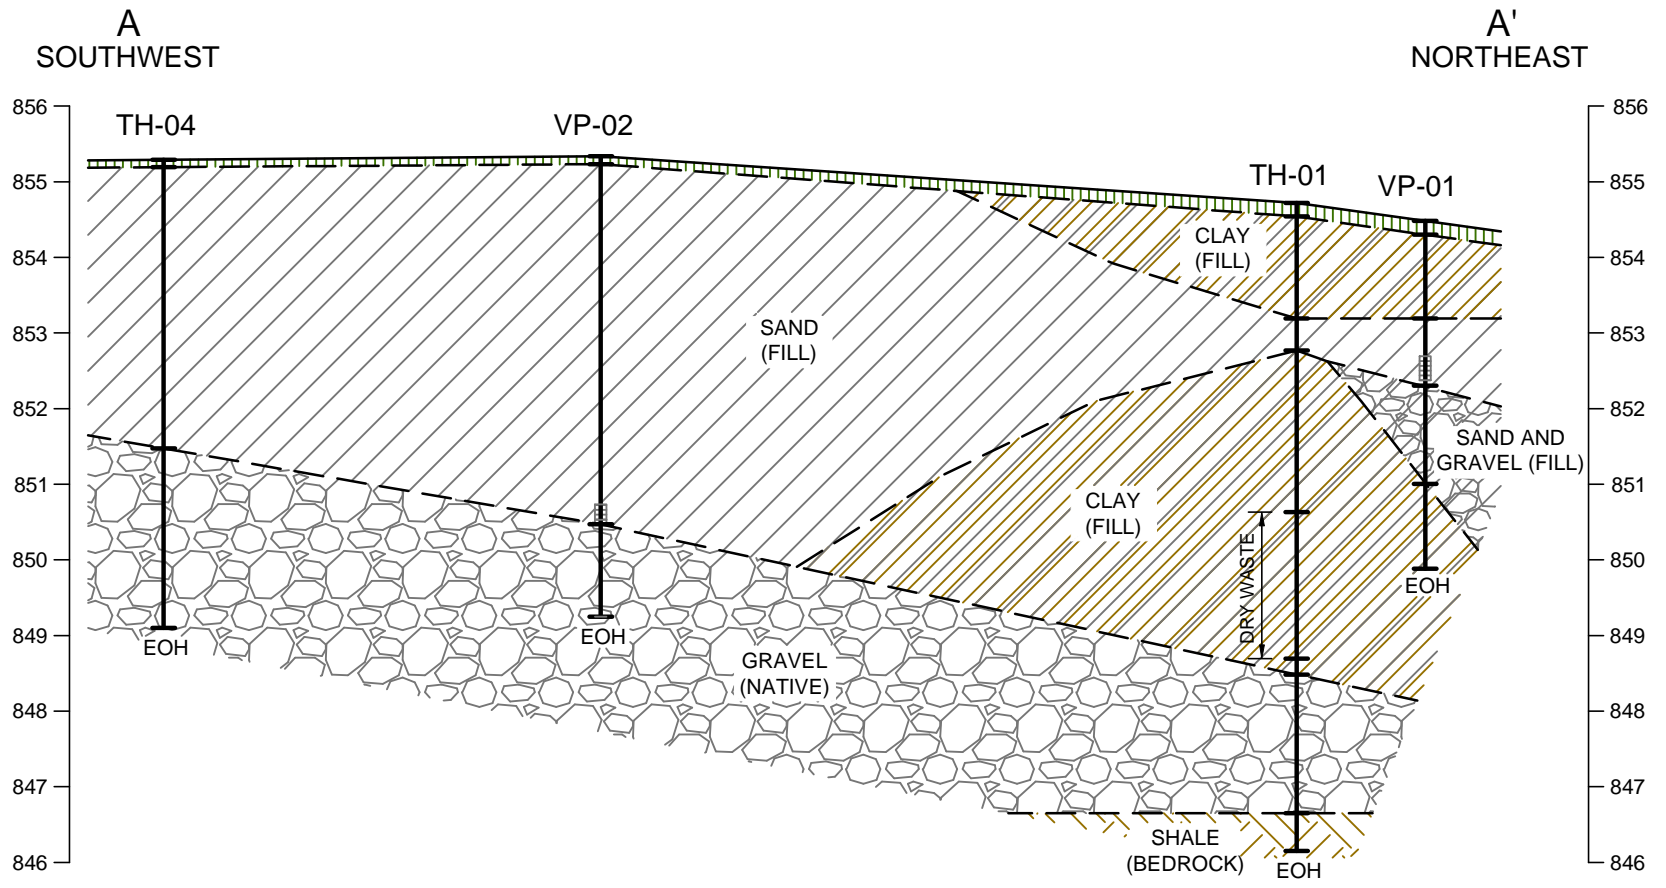 A
SOUTHWEST
A'
NORTHEAST
856
856
TH-04
VP-02
TH-01
VP-01
855
855
CLAY
(FILL)
854
854
SAND
(FILL)
853
853
852
852
SAND AND
GRAVEL (FILL)
851
851
CLAY
(FILL)
DRY WASTE
850
850
EOH
849
849
EOH
EOH
GRAVEL
(NATIVE)
848
848
847
847
SHALE
(BEDROCK)
EOH
846
846